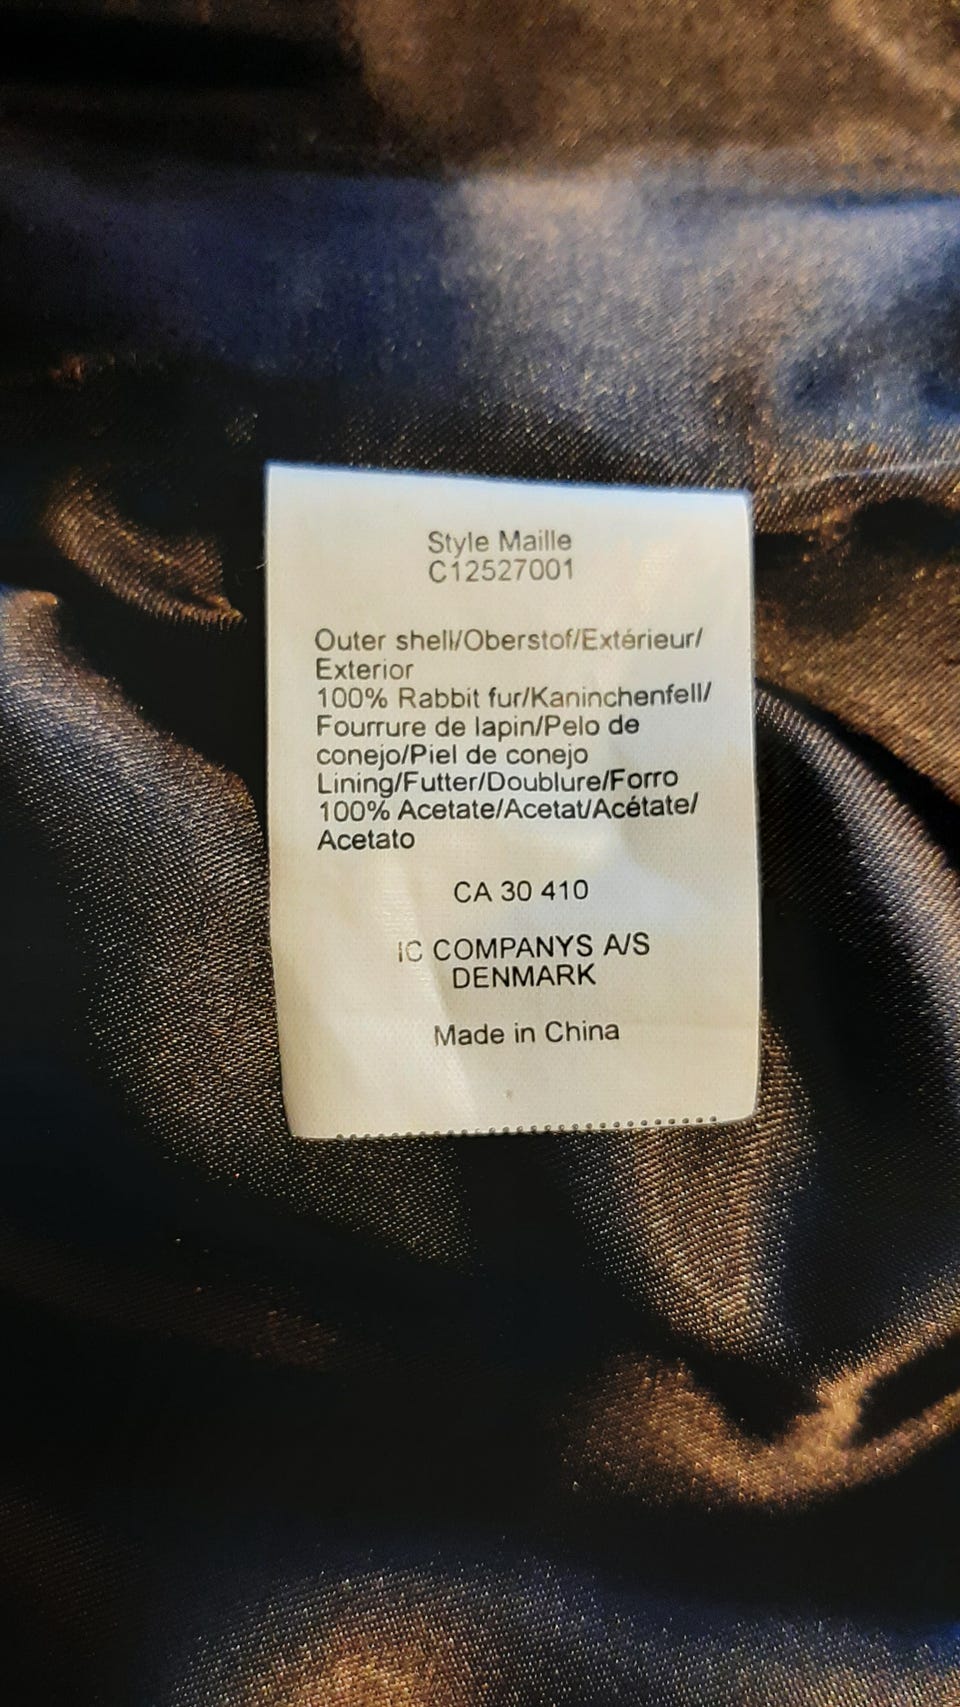 Style Maille
C12527001
Outer shell/Oberstof/Extérieur/
Exterior
100% Rabbit fur/Kaninchenfell/
Fourrure de lapin/Pelo de
conejo/Piel de conejo
Lining/Futter/Doublure/Forro
100% Acetate/Acetat/Acétate/
Acetato
CA 30 410
IC COMPANYS A/S
DENMARK
Made in China